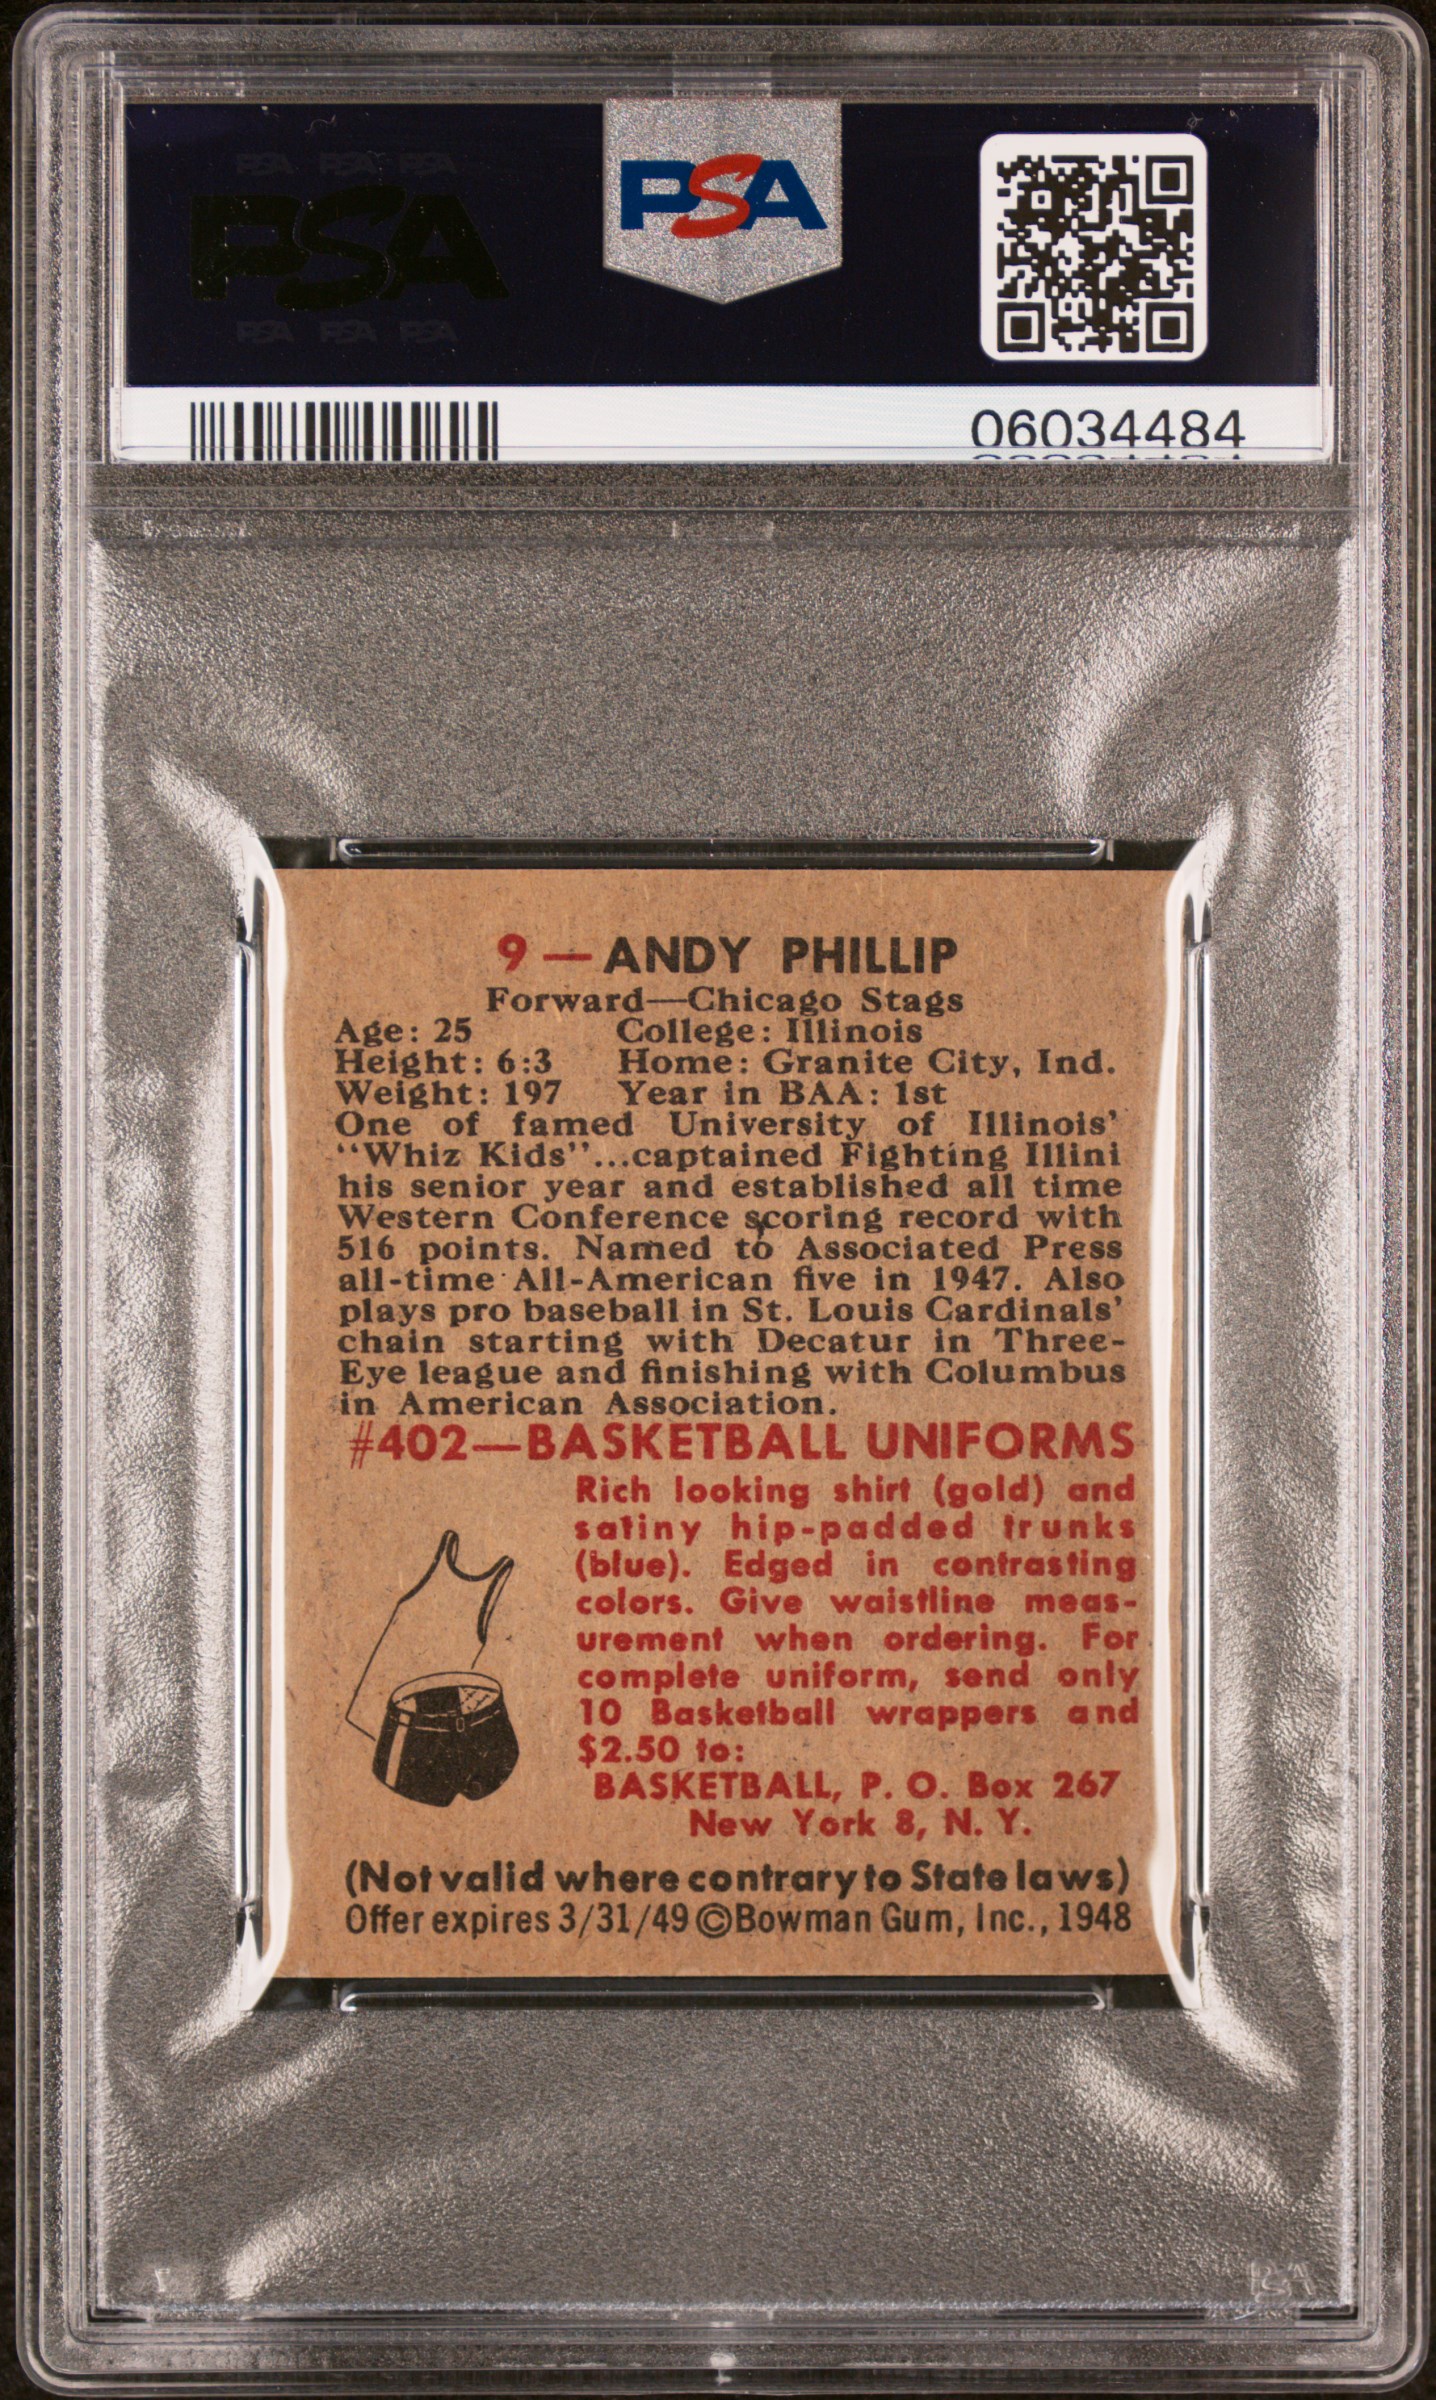 PSA PSA PSA
PSA
PSA PSA PSA
PSA
06034484
9—ANDY PHILLIP
Forward—Chicago Stags
Age: 25 College: Illinois
Height: 6:3 Home: Granite City, Ind.
Weight: 197 Year in BAA: 1st
One of famed University of Illinois'
"Whiz Kids"...captained Fighting Illini
his senior year and established all time
Western Conference scoring record with
516 points. Named to Associated Press
all-time All-American five in 1947. Also
plays pro baseball in St. Louis Cardinals'
chain starting with Decatur in Three-
Eye league and finishing with Columbus
in American Association.
#402—BASKETBALL UNIFORMS
Rich looking shirt (gold) and
satiny hip-padded trunks
(blue). Edged in contrasting
colors. Give waistline meas-
urement when ordering. For
complete uniform, send only
10 Basketball wrappers and
$2.50 to:
BASKETBALL, P. O. Box 267
New York 8, N. Y.
(Not valid where contrary to State laws)
Offer expires 3/31/49 ©Bowman Gum, Inc., 1948
PSA